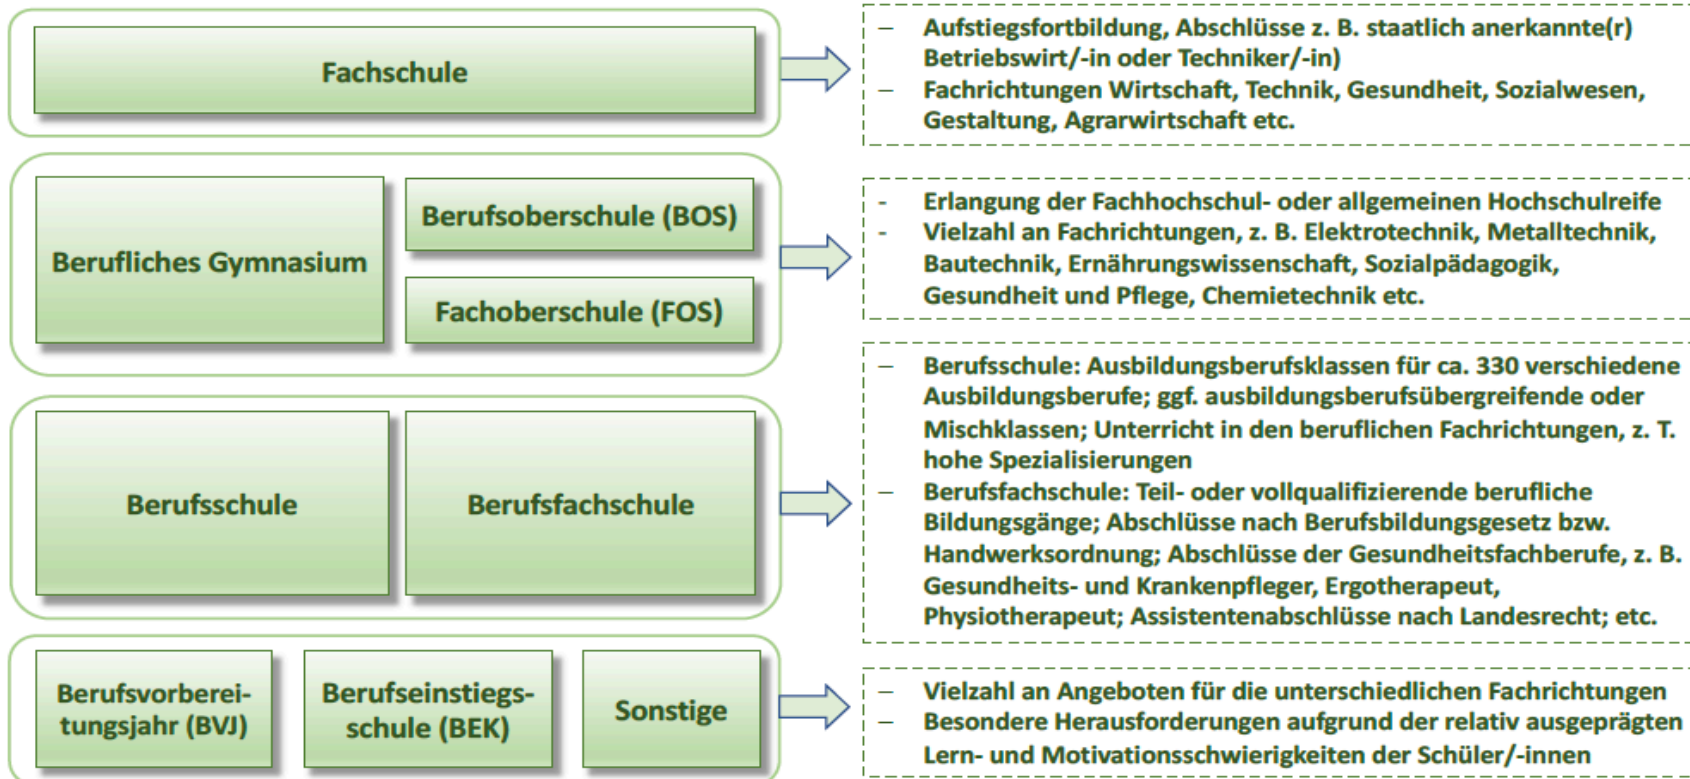 Fachschule
– Aufstiegsfortbildung, Abschlüsse z. B. staatlich anerkannte(r)
Betriebswirt/-in oder Techniker/-in)
– Fachrichtungen Wirtschaft, Technik, Gesundheit, Sozialwesen,
Gestaltung, Agrarwirtschaft etc.
Berufliches Gymnasium
Berufsoberschule (BOS)
Fachoberschule (FOS)
- Erlangung der Fachhochschul- oder allgemeinen Hochschulreife
- Vielzahl an Fachrichtungen, z. B. Elektrotechnik, Metalltechnik,
Bautechnik, Ernährungswissenschaft, Sozialpädagogik,
Gesundheit und Pflege, Chemietechnik etc.
Berufsschule
Berufsfachschule
– Berufsschule: Ausbildungsberufsklassen für ca. 330 verschiedene
Ausbildungsberufe; ggf. ausbildungsberufsübergreifende oder
Mischklassen; Unterricht in den beruflichen Fachrichtungen, z. T.
hohe Spezialisierungen
– Berufsfachschule: Teil- oder vollqualifizierende berufliche
Bildungsgänge; Abschlüsse nach Berufsbildungsgesetz bzw.
Handwerksordnung; Abschlüsse der Gesundheitsfachberufe, z. B.
Gesundheits- und Krankenpfleger, Ergotherapeut,
Physiotherapeut; Assistentenabschlüsse nach Landesrecht; etc.
Berufsvorberei-
tungsjahr (BVJ)
Berufseinstiegs-
schule (BEK)
Sonstige
– Vielzahl an Angeboten für die unterschiedlichen Fachrichtungen
– Besondere Herausforderungen aufgrund der relativ ausgeprägten
Lern- und Motivationsschwierigkeiten der Schüler/-innen